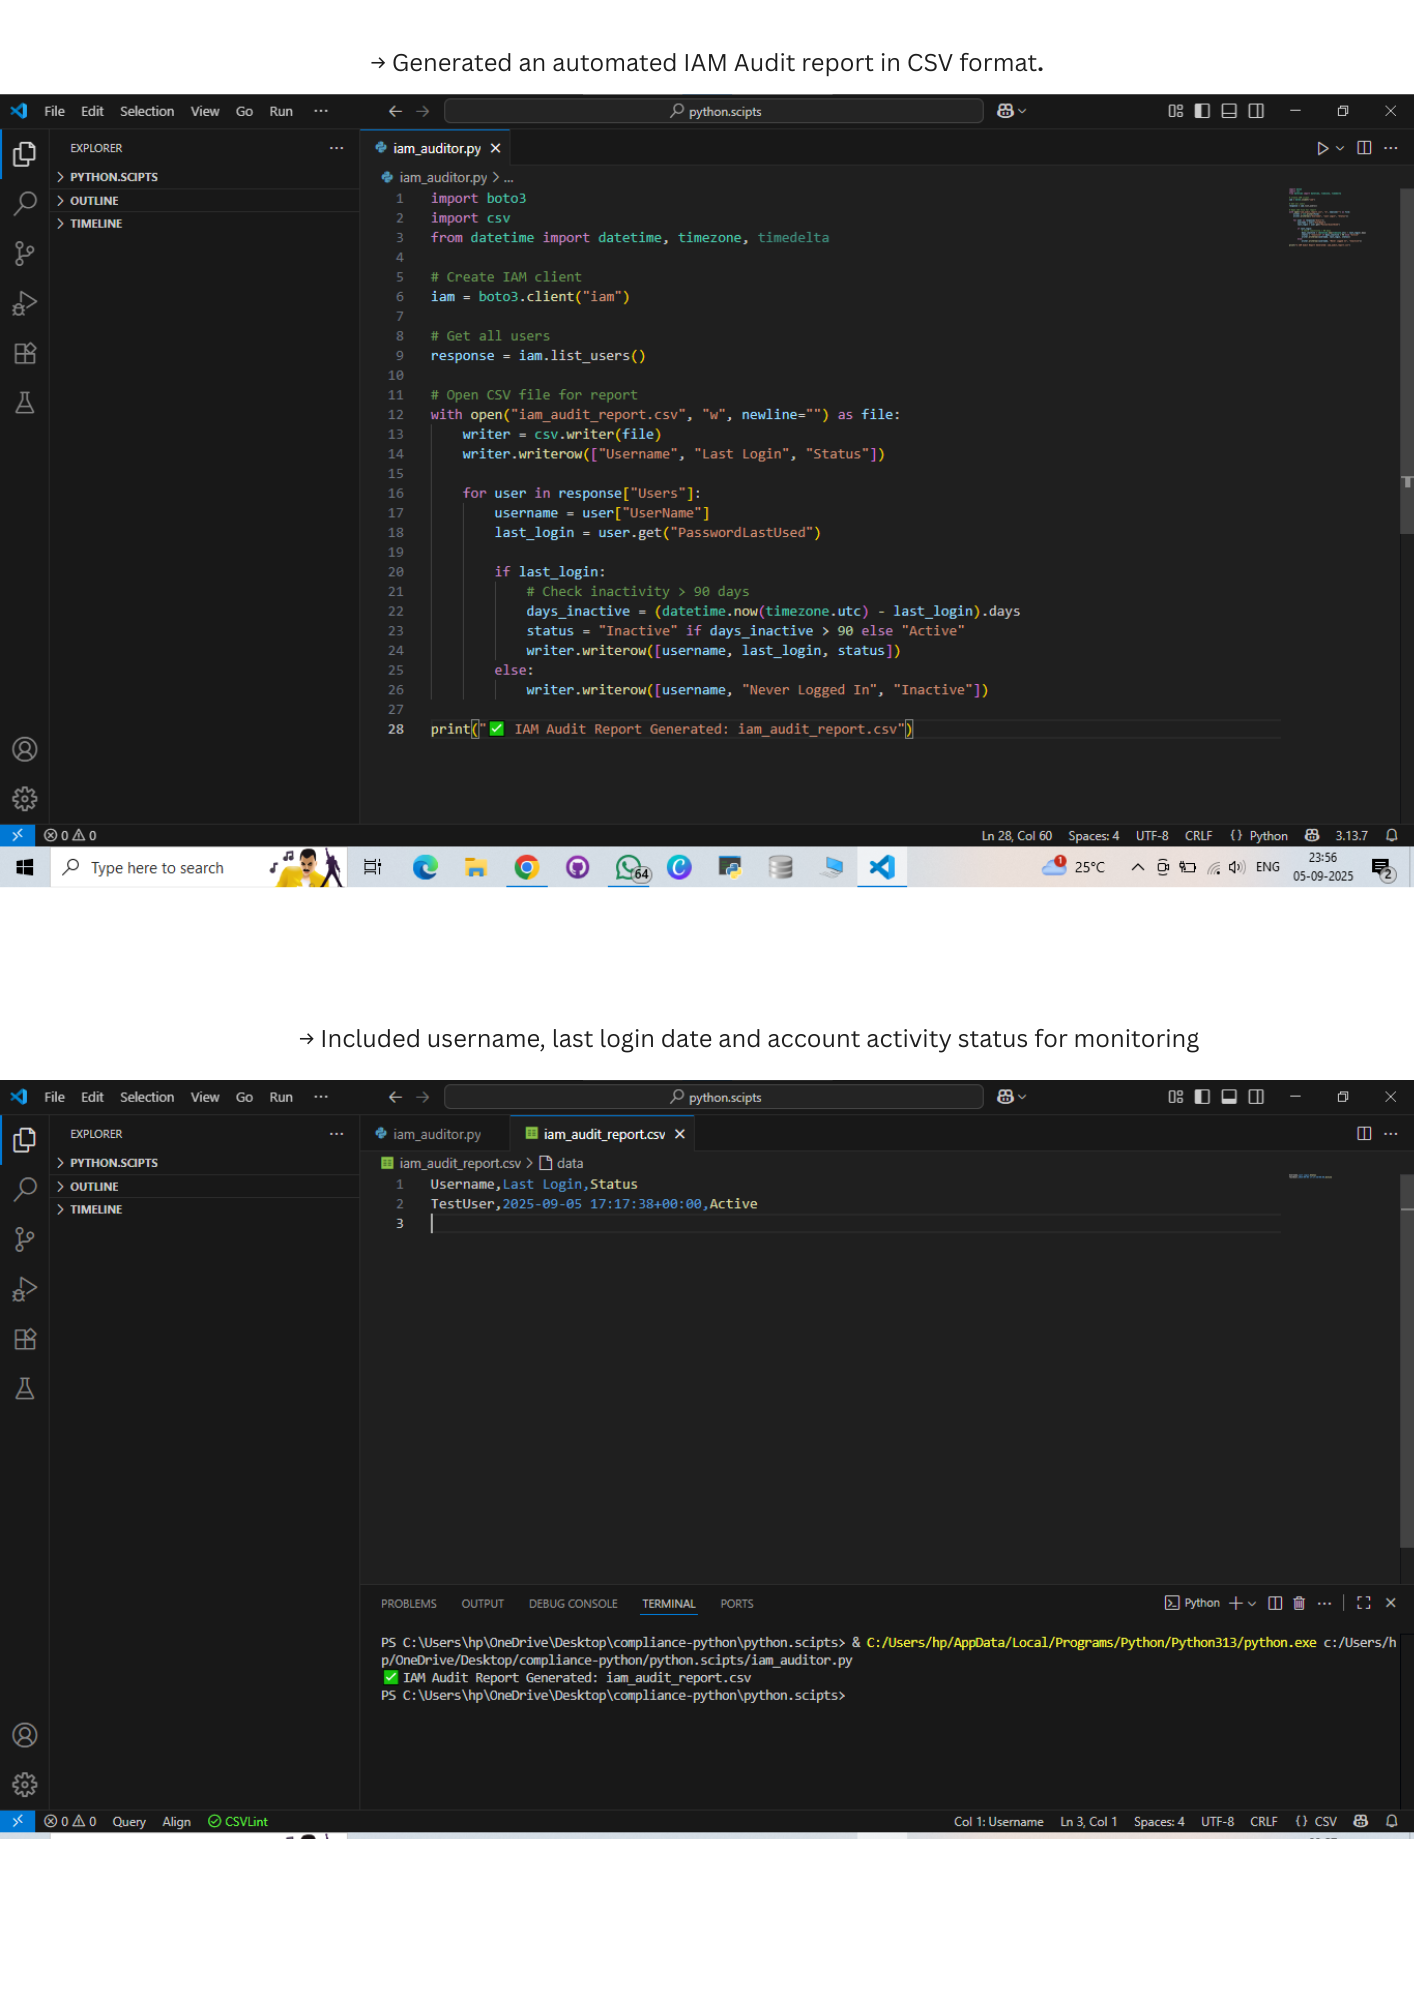 → Generated an automated IAM Audit report in CSV format.
File Edit Selection View Go Run ··· python.scipts
EXPLORER ···
PYTHON.SCIPTS
OUTLINE
TIMELINE
iam_auditor.py
iam_auditor.py > ...
1 import boto3
2 import csv
3 from datetime import datetime, timezone, timedelta
4
5 # Create IAM client
6 iam = boto3.client("iam")
7
8 # Get all users
9 response = iam.list_users()
10
11 # Open CSV file for report
12 with open("iam_audit_report.csv", "w", newline="") as file:
13     writer = csv.writer(file)
14     writer.writerow(["Username", "Last Login", "Status"])
15
16     for user in response["Users"]:
17         username = user["UserName"]
18         last_login = user.get("PasswordLastUsed")
19
20         if last_login:
21             # Check inactivity > 90 days
22             days_inactive = (datetime.now(timezone.utc) - last_login).days
23             status = "Inactive" if days_inactive > 90 else "Active"
24             writer.writerow([username, last_login, status])
25         else:
26             writer.writerow([username, "Never Logged In", "Inactive"])
27
28 print("✅ IAM Audit Report Generated: iam_audit_report.csv")
0 0 Ln 28, Col 60 Spaces: 4 UTF-8 CRLF {} Python 3.13.7
Type here to search 64 1 25°C ENG 23:56
05-09-2025 2
→ Included username, last login date and account activity status for monitoring
File Edit Selection View Go Run ··· python.scipts
EXPLORER ···
PYTHON.SCIPTS
OUTLINE
TIMELINE
iam_auditor.py iam_audit_report.csv
iam_audit_report.csv > data
1 Username,Last Login,Status
2 TestUser,2025-09-05 17:17:38+00:00,Active
3
PROBLEMS OUTPUT DEBUG CONSOLE TERMINAL PORTS Python
PS C:\Users\hp\OneDrive\Desktop\compliance-python\python.scipts> & C:/Users/hp/AppData/Local/Programs/Python/Python313/python.exe c:/Users/h
p/OneDrive/Desktop/compliance-python/python.scipts/iam_auditor.py
✅ IAM Audit Report Generated: iam_audit_report.csv
PS C:\Users\hp\OneDrive\Desktop\compliance-python\python.scipts>
0 0 Query Align CSVLint Col 1: Username Ln 3, Col 1 Spaces: 4 UTF-8 CRLF {} CSV